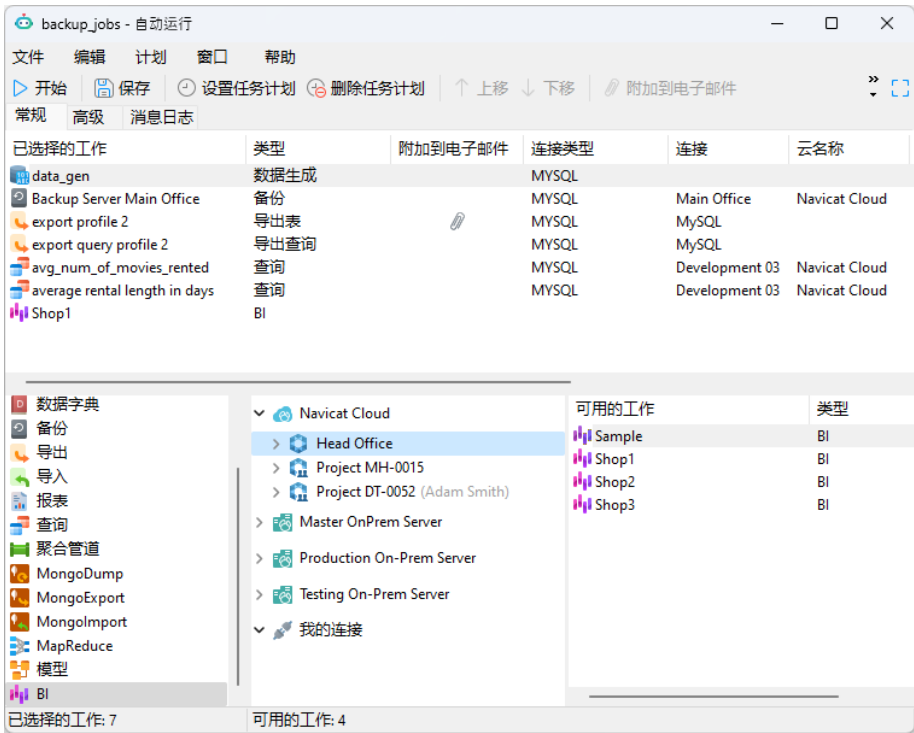 backup_jobs - 自动运行
文件 编辑 计划 窗口 帮助
开始 保存 设置任务计划 删除任务计划 上移 下移 附加到电子邮件
常规 高级 消息日志
已选择的工作 类型 附加到电子邮件 连接类型 连接 云名称
data_gen 数据生成 MYSQL
Backup Server Main Office 备份 MYSQL Main Office Navicat Cloud
export profile 2 导出表 MYSQL MySQL
export query profile 2 导出查询 MYSQL MySQL
avg_num_of_movies_rented 查询 MYSQL Development 03 Navicat Cloud
average rental length in days 查询 MYSQL Development 03 Navicat Cloud
Shop1 BI
数据字典
备份
导出
导入
报表
查询
聚合管道
MongoDump
MongoExport
MongoImport
MapReduce
模型
BI
Navicat Cloud
Head Office
Project MH-0015
Project DT-0052 (Adam Smith)
Master OnPrem Server
Production On-Prem Server
Testing On-Prem Server
我的连接
可用的工作 类型
Sample BI
Shop1 BI
Shop2 BI
Shop3 BI
已选择的工作: 7 可用的工作: 4